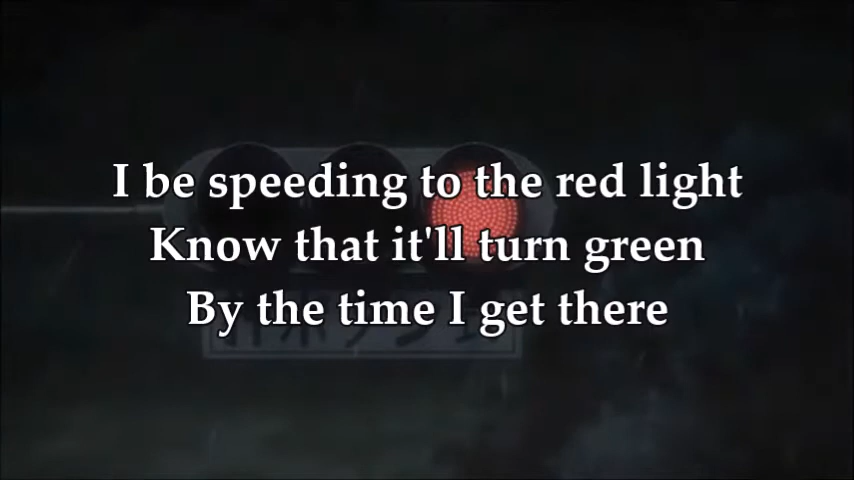 I be speeding to the red light
Know that it'll turn green
By the time I get there